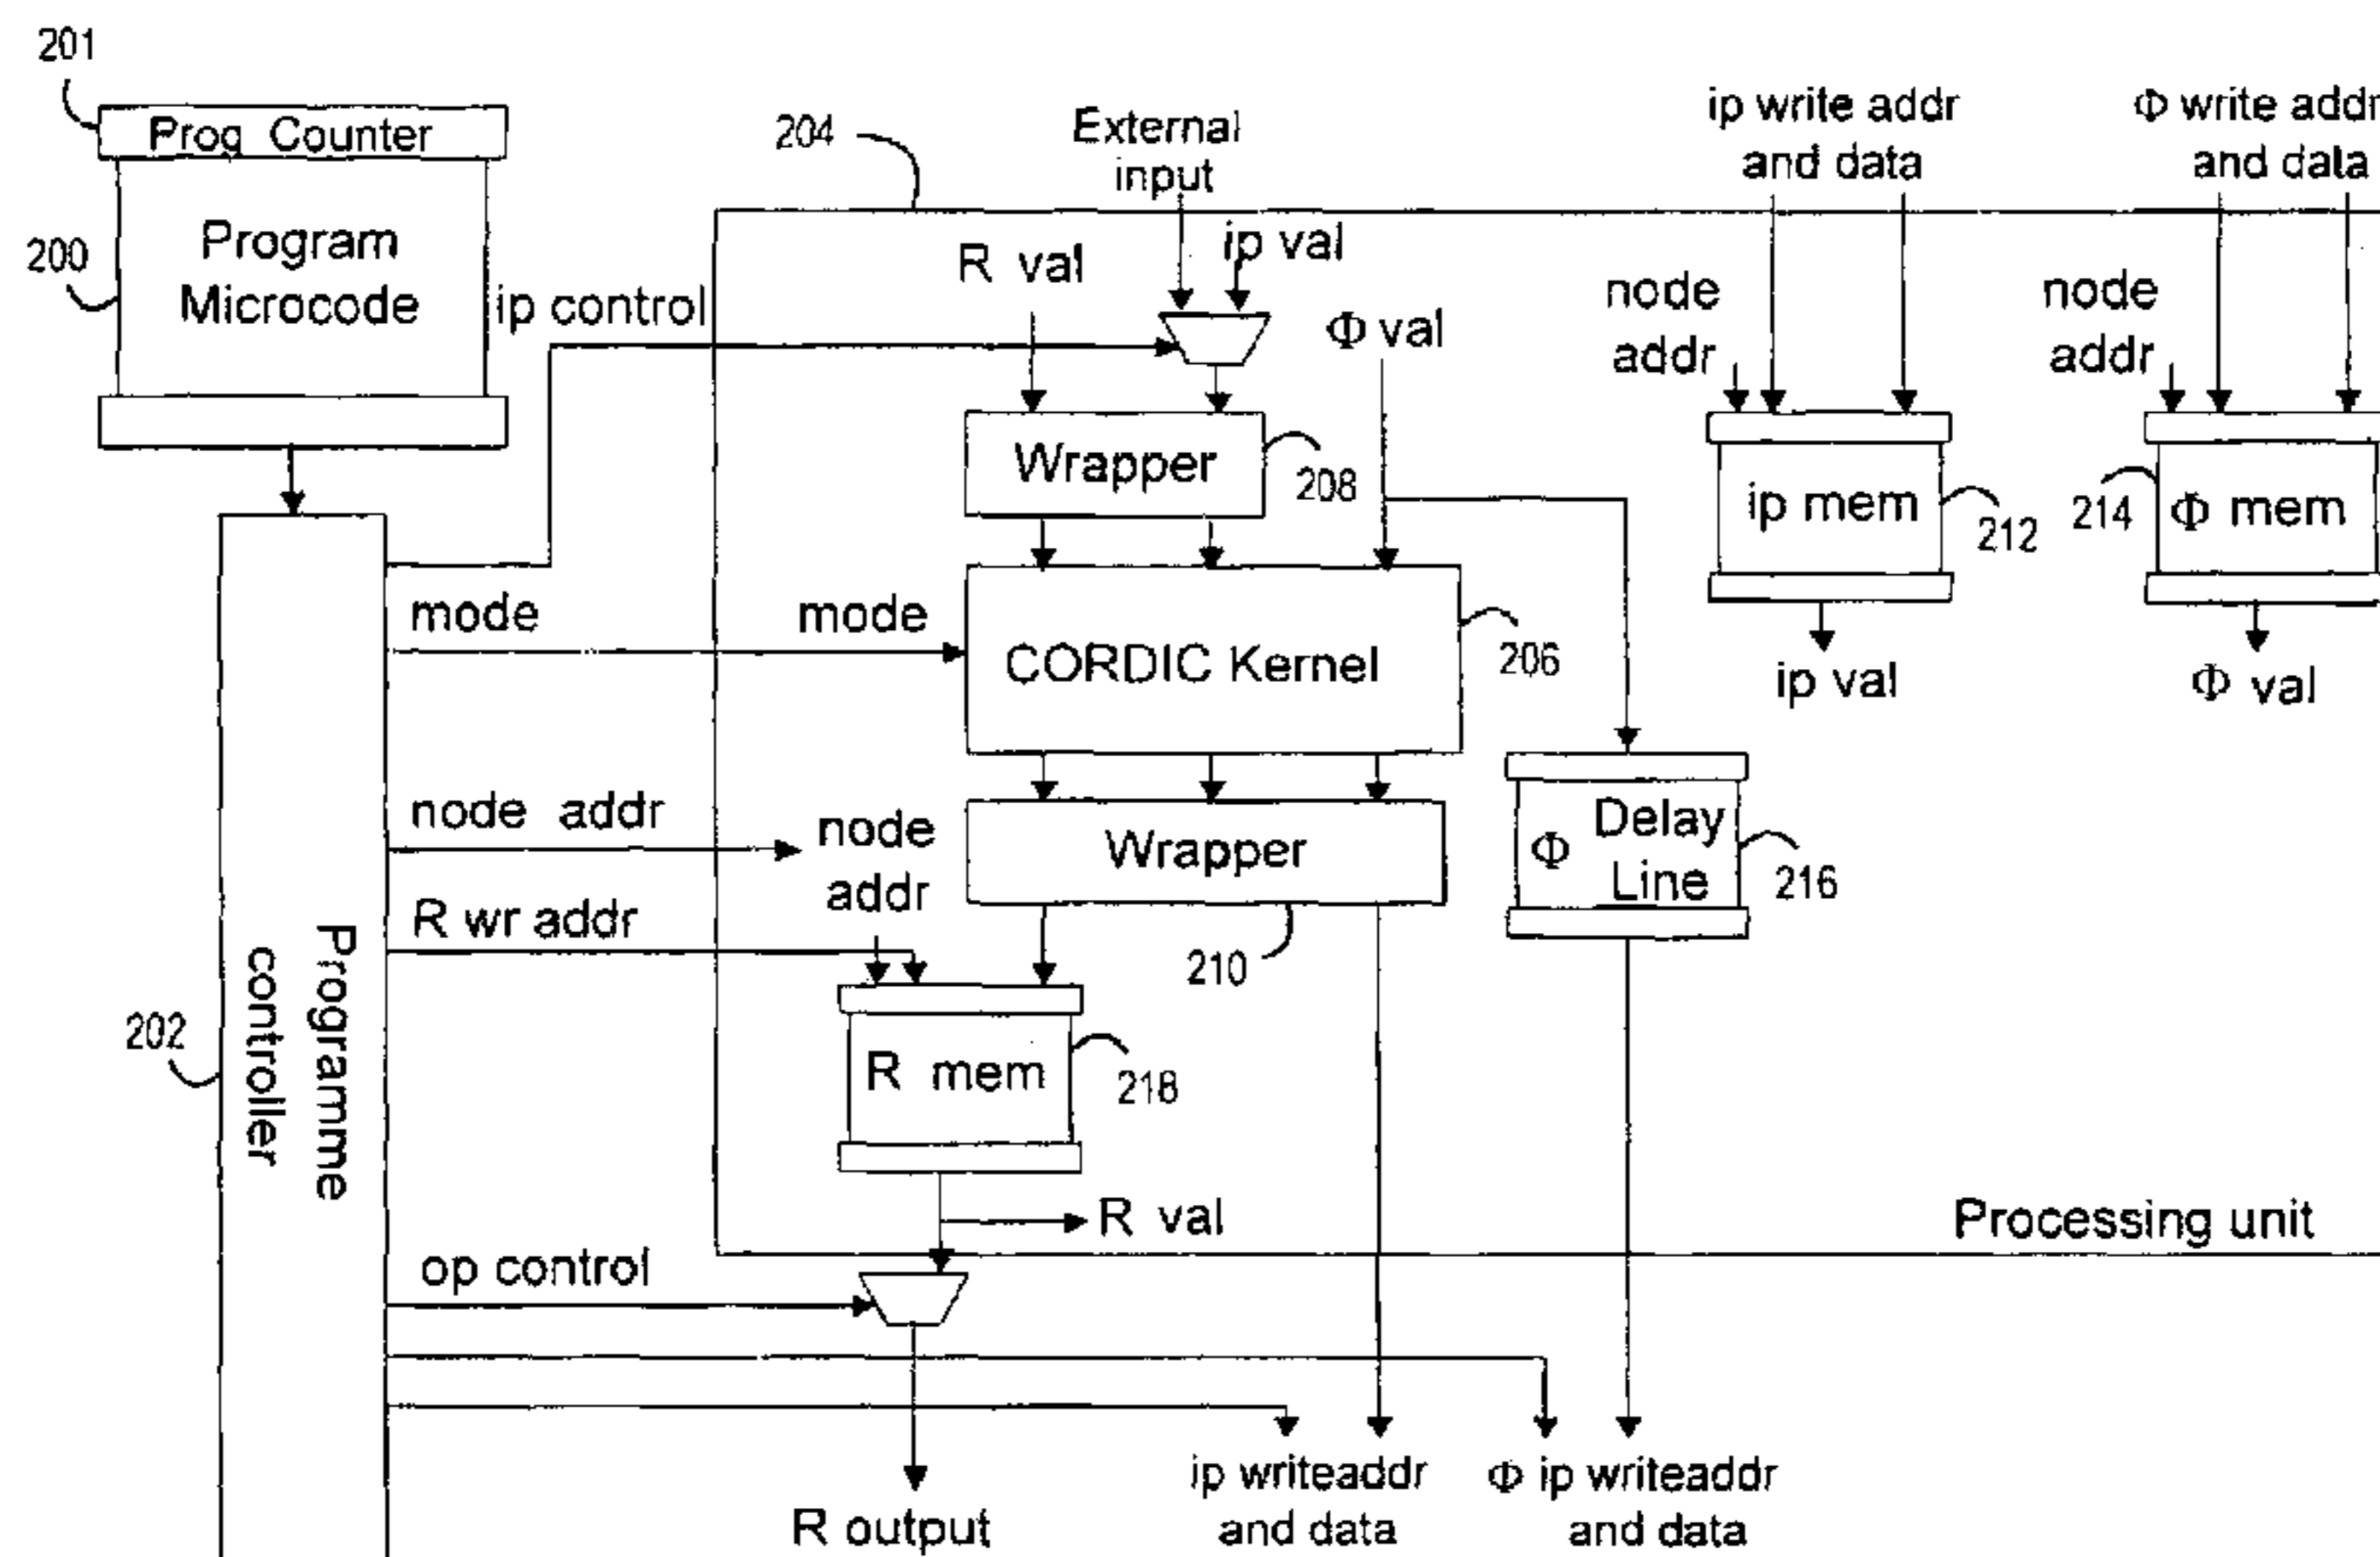 201
Prog Counter
200
Program
Microcode
ip control
204
External
input
R val
ip val
Φ val
ip write addr
and data
Φ write addr
and data
node
addr
node
addr
Wrapper
208
ip mem
212
214
Φ mem
ip val
Φ val
mode
mode
CORDIC Kernel
206
node addr
node
addr
Wrapper
210
Φ Delay
Line
216
R wr addr
Programme
controller
202
R mem
218
R val
Processing unit
op control
R output
ip writeaddr
and data
Φ ip writeaddr
and data